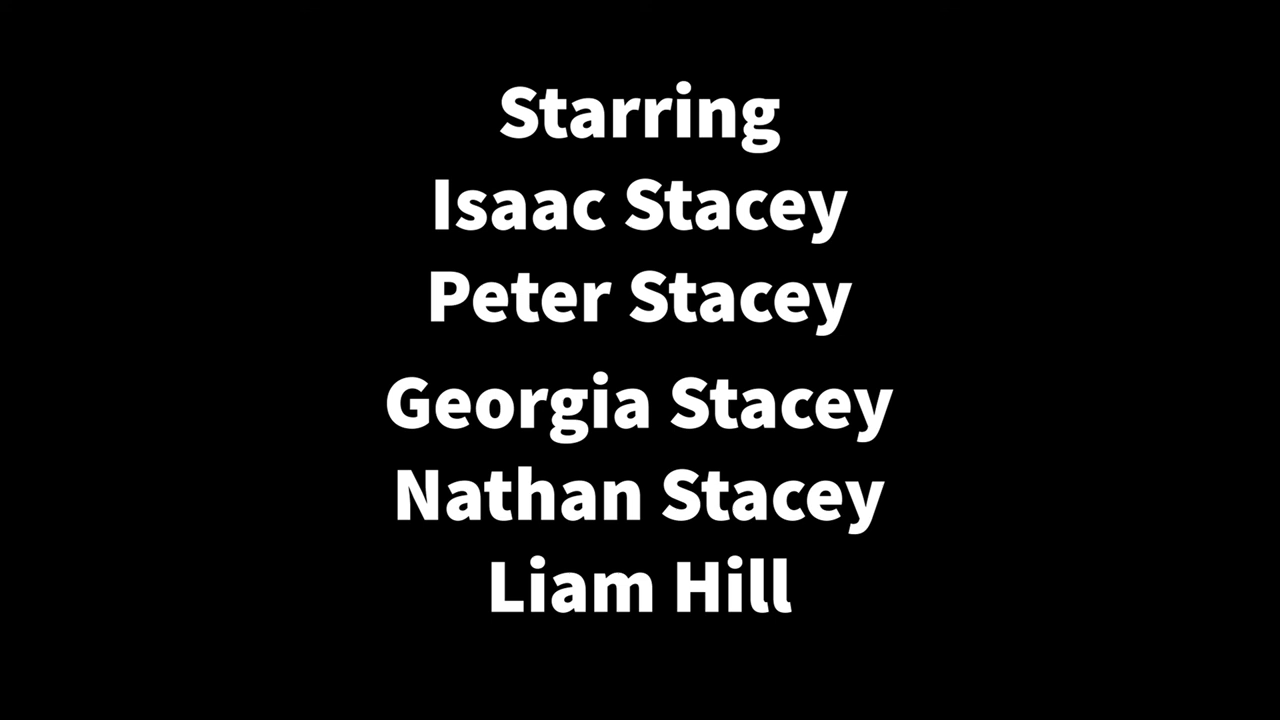 Starring
Isaac Stacey
Peter Stacey
Georgia Stacey
Nathan Stacey
Liam Hill